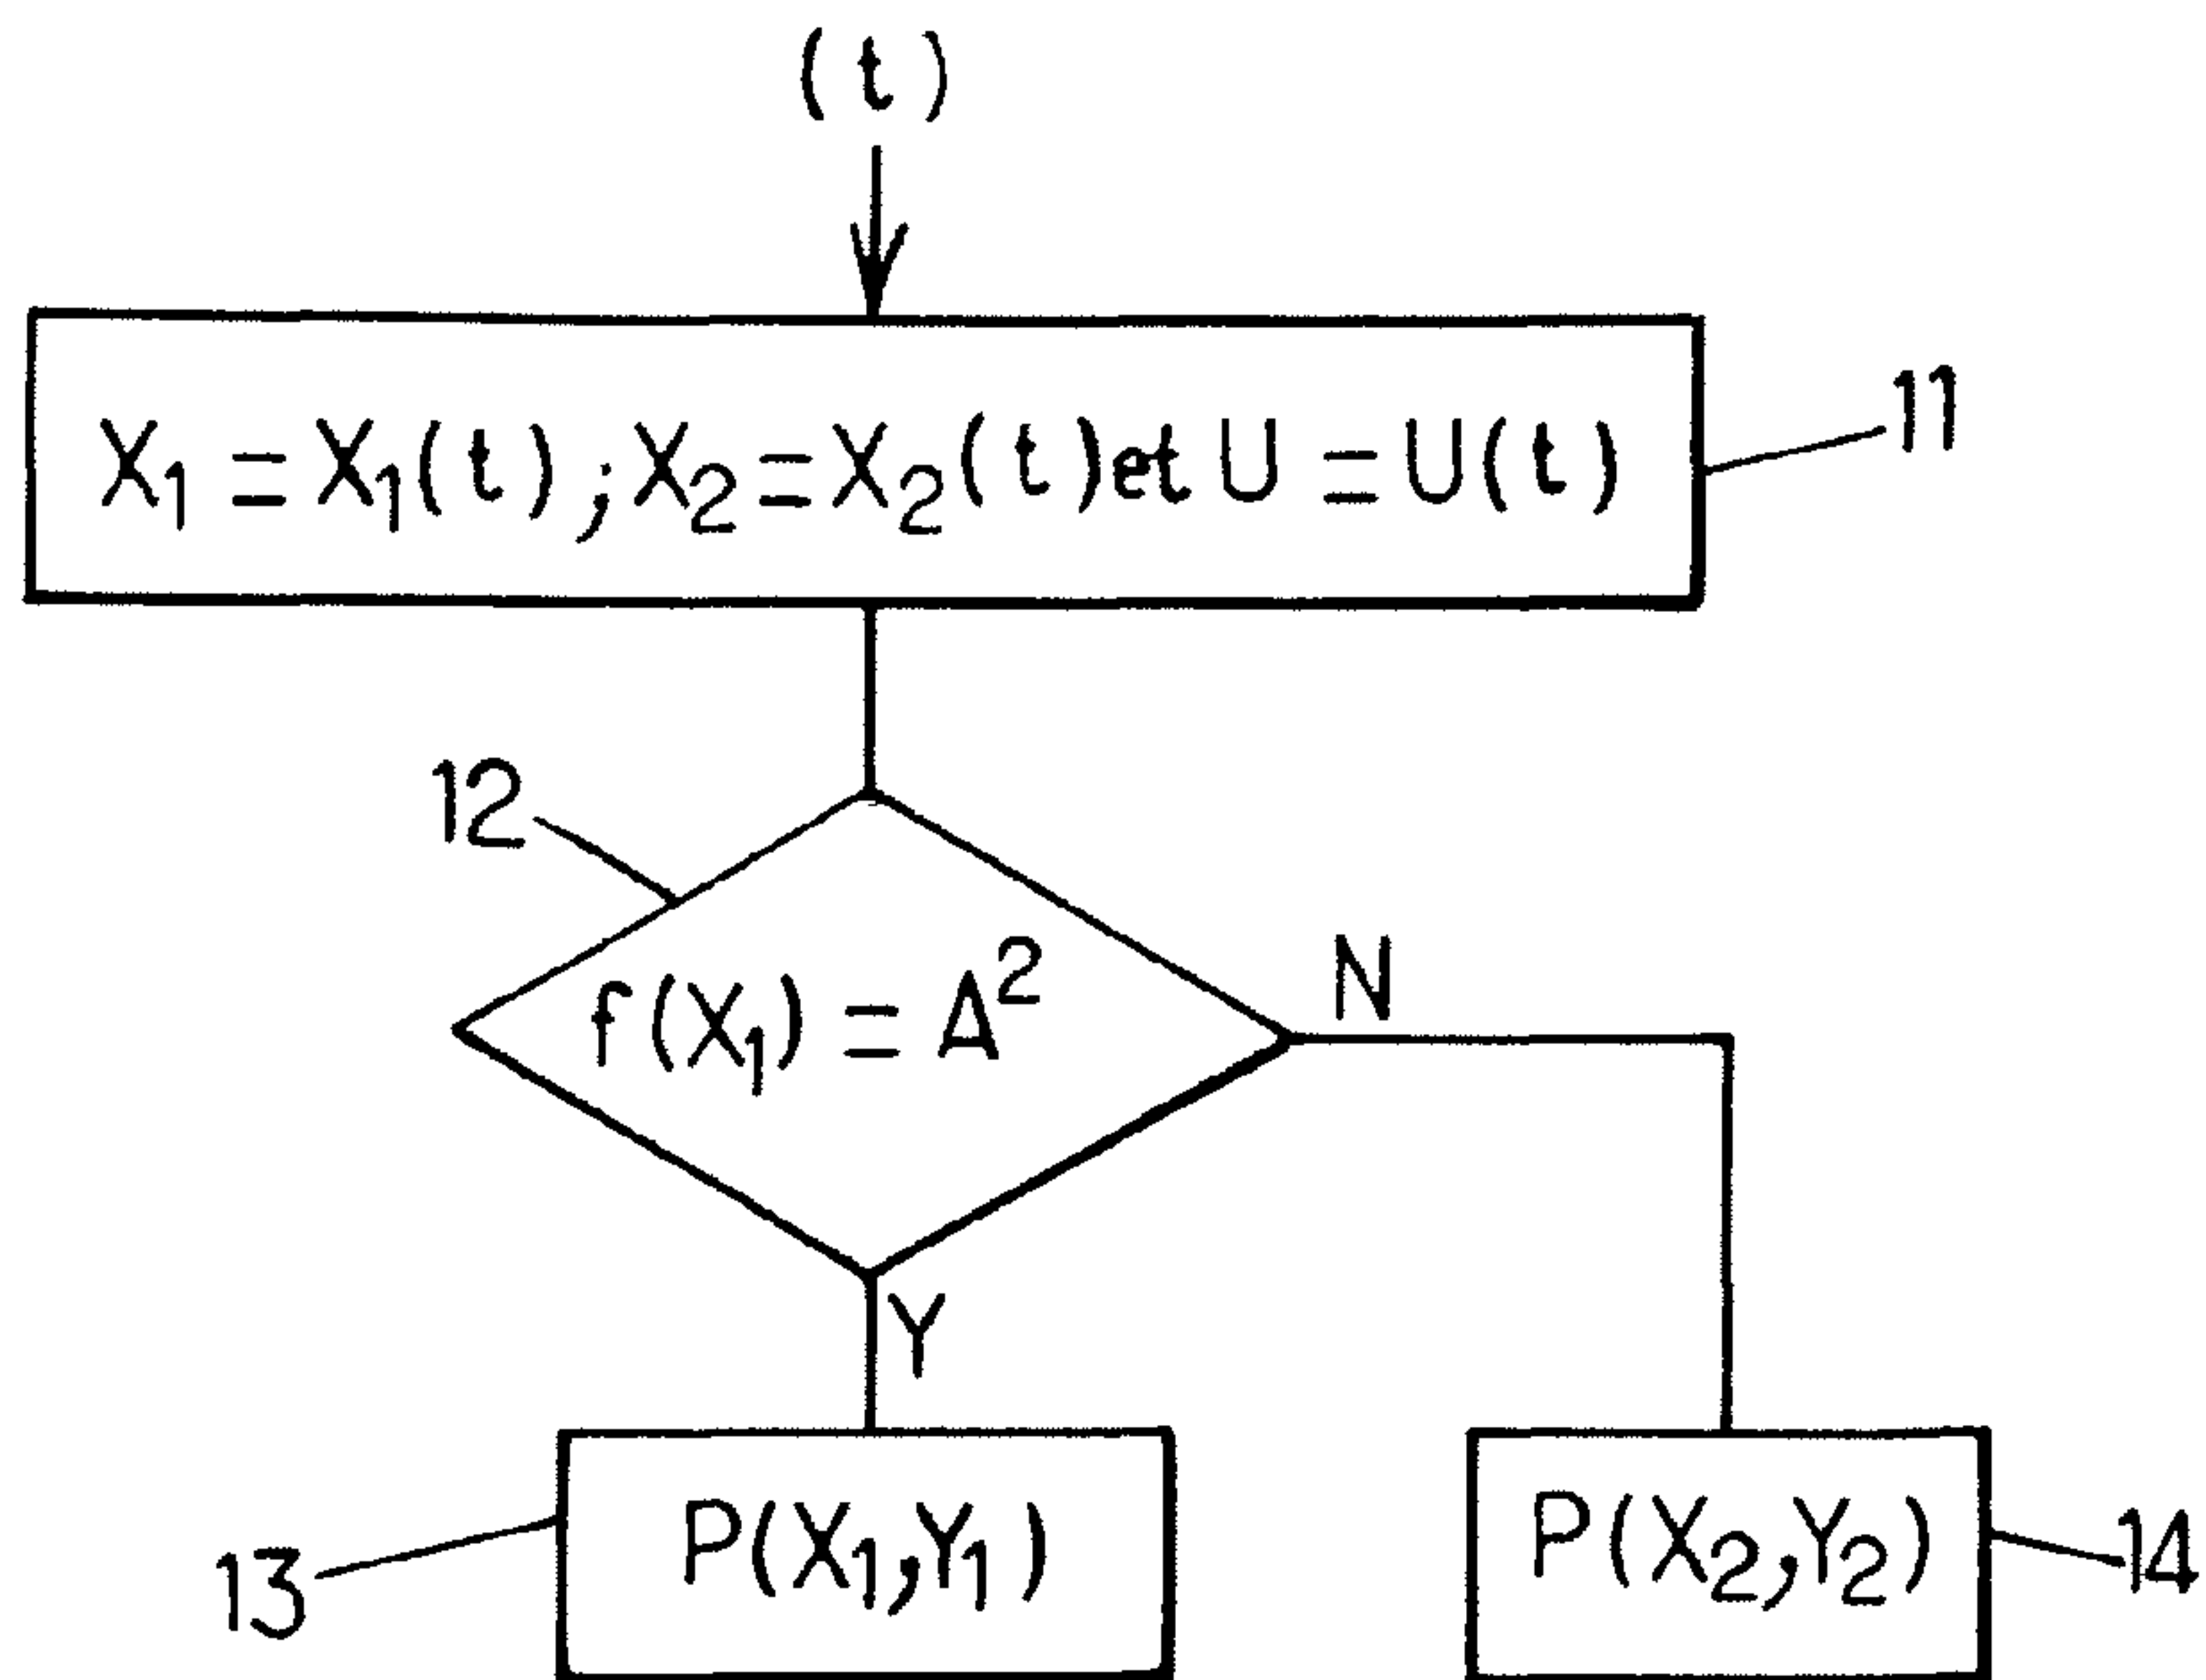 (t)
X₁ = X₁(t) ; X₂ = X₂(t) et U = U(t)
11
12
f(X₁) = A²
N
Y
P(X₁,Y₁)
13
P(X₂,Y₂)
14